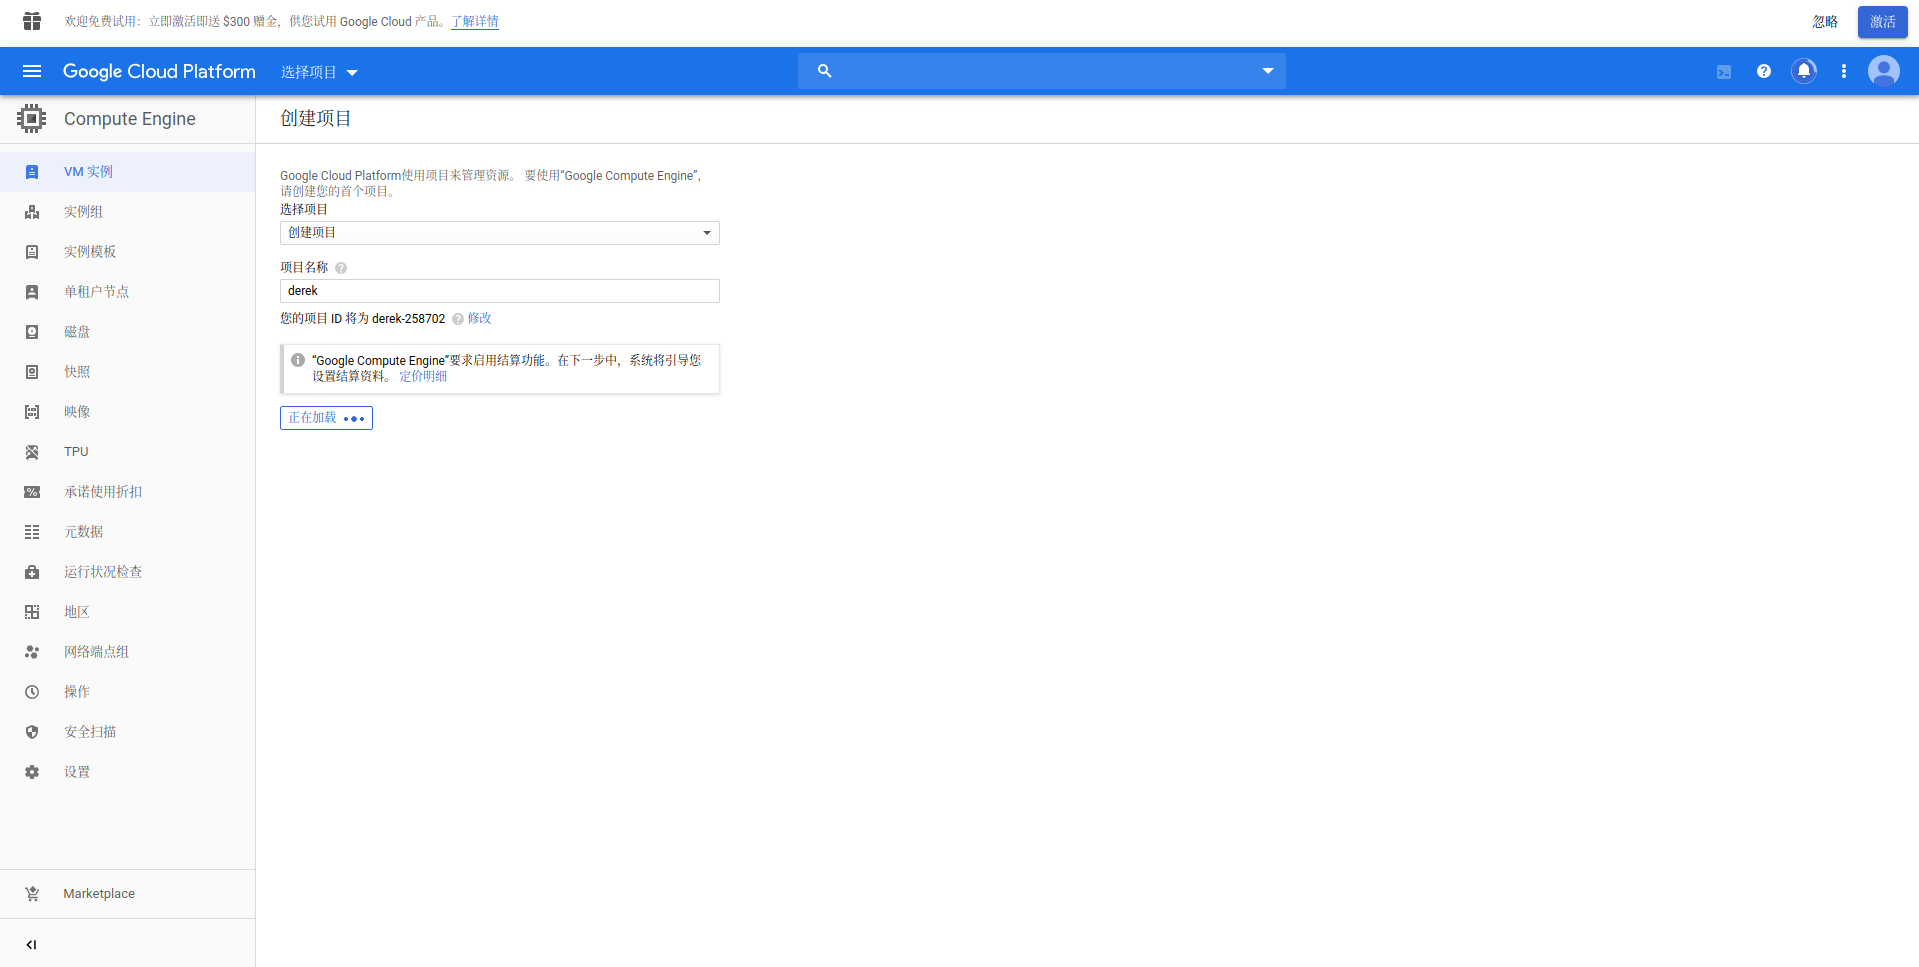 欢迎免费试用：立即激活即送 $300 赠金，供您试用 Google Cloud 产品。了解详情
忽略
激活
Google Cloud Platform
选择项目
Compute Engine
创建项目
VM 实例
实例组
实例模板
单租户节点
磁盘
快照
映像
TPU
承诺使用折扣
元数据
运行状况检查
地区
网络端点组
操作
安全扫描
设置
Marketplace
Google Cloud Platform使用项目来管理资源。 要使用“Google Compute Engine”，
请创建您的首个项目。
选择项目
创建项目
项目名称
derek
您的项目 ID 将为 derek-258702 修改
“Google Compute Engine”要求启用结算功能。在下一步中，系统将引导您
设置结算资料。 定价明细
正在加载